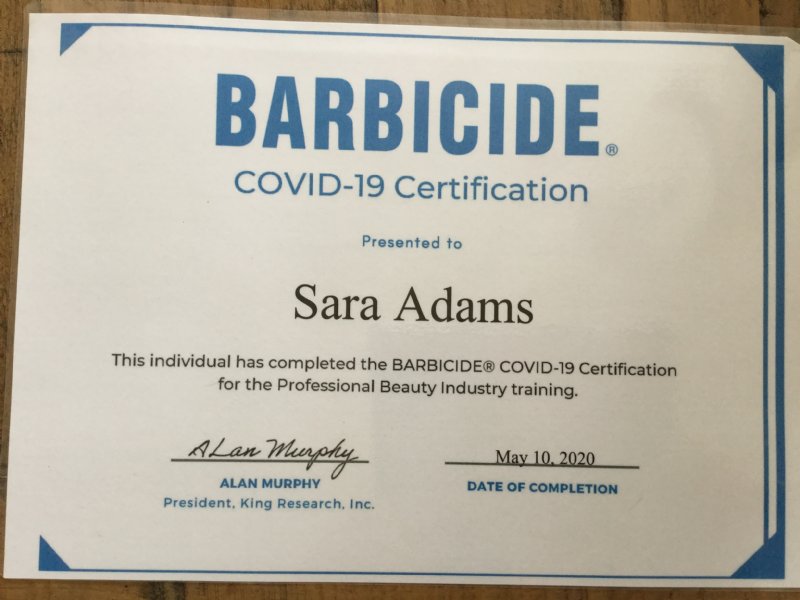 BARBICIDE®
COVID-19 Certification
Presented to
Sara Adams
This individual has completed the BARBICIDE® COVID-19 Certification
for the Professional Beauty Industry training.
ALan Murphy
May 10, 2020
ALAN MURPHY
DATE OF COMPLETION
President, King Research, Inc.